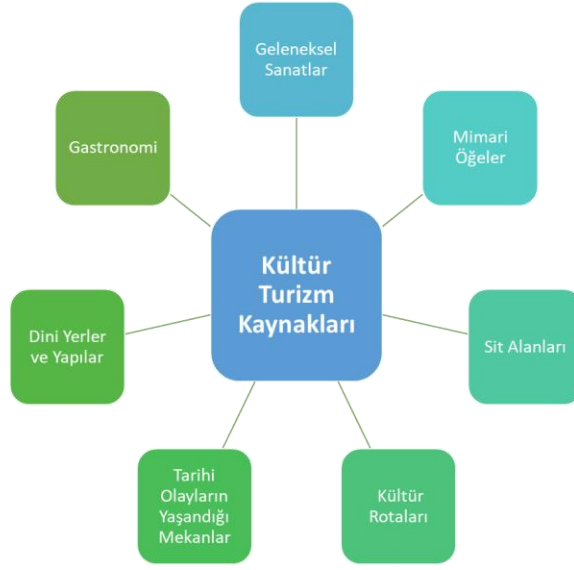 Geleneksel
Sanatlar
Mimari
Öğeler
Sit Alanları
Kültür
Rotaları
Tarihi
Olayların
Yaşandığı
Mekanlar
Dini Yerler
ve Yapılar
Gastronomi
Kültür
Turizm
Kaynakları